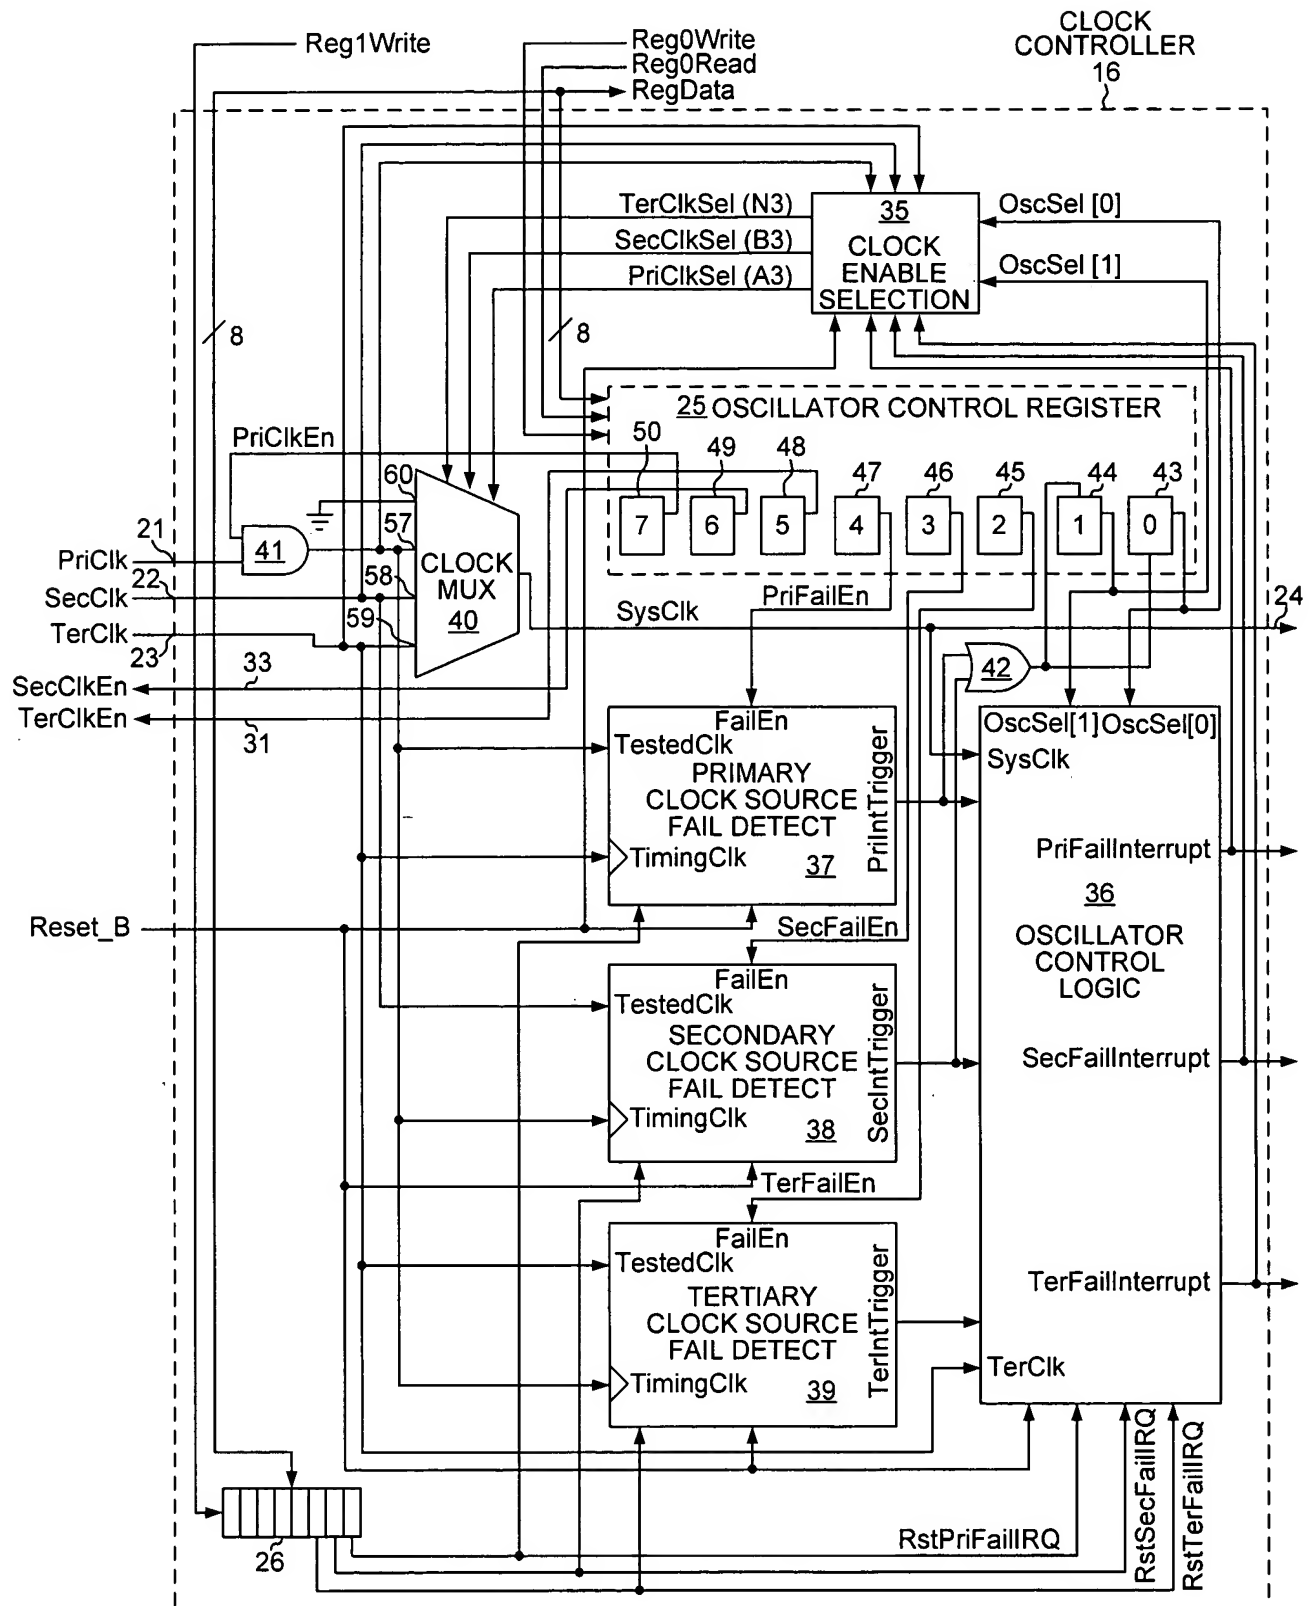 CLOCK
CONTROLLER
16
Reg1Write
Reg0Write
Reg0Read
RegData
8
8
TerClkSel (N3)
SecClkSel (B3)
PriClkSel (A3)
35
CLOCK
ENABLE
SELECTION
OscSel [0]
OscSel [1]
25 OSCILLATOR CONTROL REGISTER
50
49
48
47
46
45
44
43
7
6
5
4
3
2
1
0
PriClkEn
60
57
58
59
41
CLOCK
MUX
40
21
PriClk
22
SecClk
TerClk
23
SecClkEn
33
TerClkEn
31
SysClk
24
PriFailEn
42
FailEn
TestedClk
PRIMARY
CLOCK SOURCE
FAIL DETECT
TimingClk
37
PriIntTrigger
OscSel[1] OscSel[0]
SysClk
PriFailInterrupt
36
OSCILLATOR
CONTROL
LOGIC
SecFailInterrupt
TerFailInterrupt
TerClk
Reset_B
SecFailEn
FailEn
TestedClk
SECONDARY
CLOCK SOURCE
FAIL DETECT
TimingClk
38
SecIntTrigger
TerFailEn
FailEn
TestedClk
TERTIARY
CLOCK SOURCE
FAIL DETECT
TimingClk
39
TerIntTrigger
26
RstPriFailIRQ
RstSecFailIRQ
RstTerFailIRQ